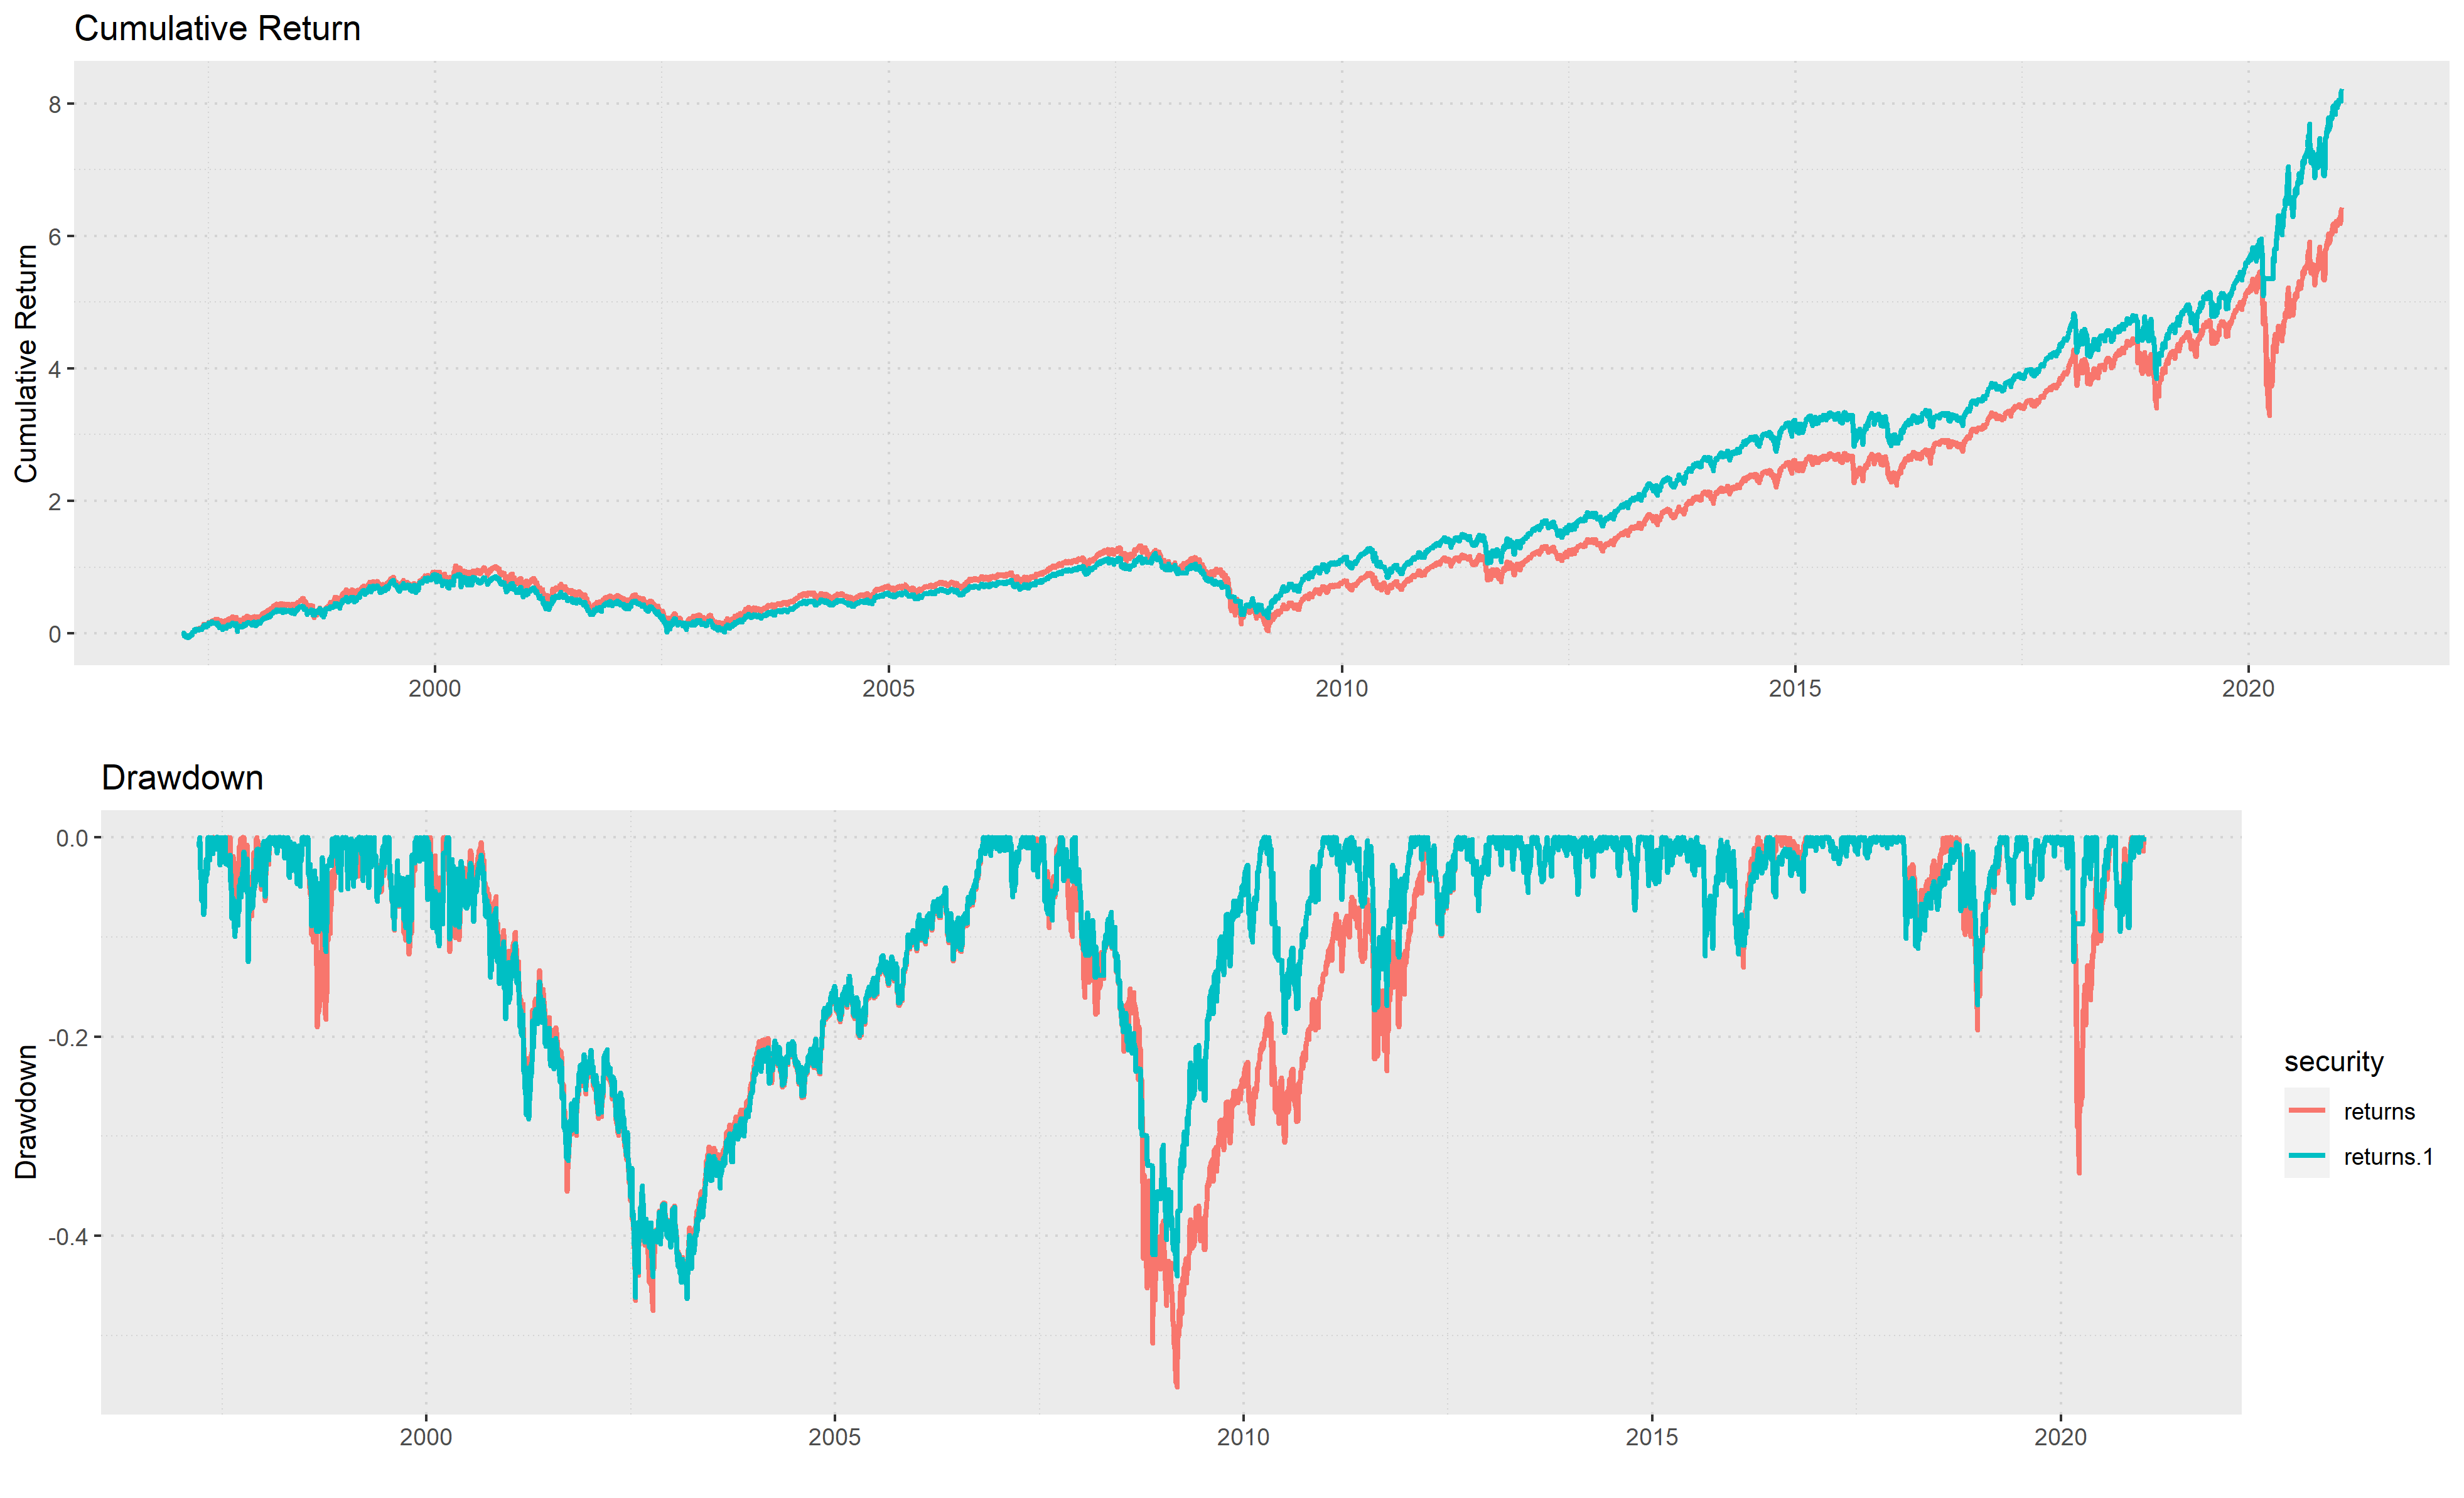 Cumulative Return
Cumulative Return
8
6
4
2
0
2000 2005 2010 2015 2020
Drawdown
Drawdown
0.0
-0.2
-0.4
2000 2005 2010 2015 2020
security
returns
returns.1